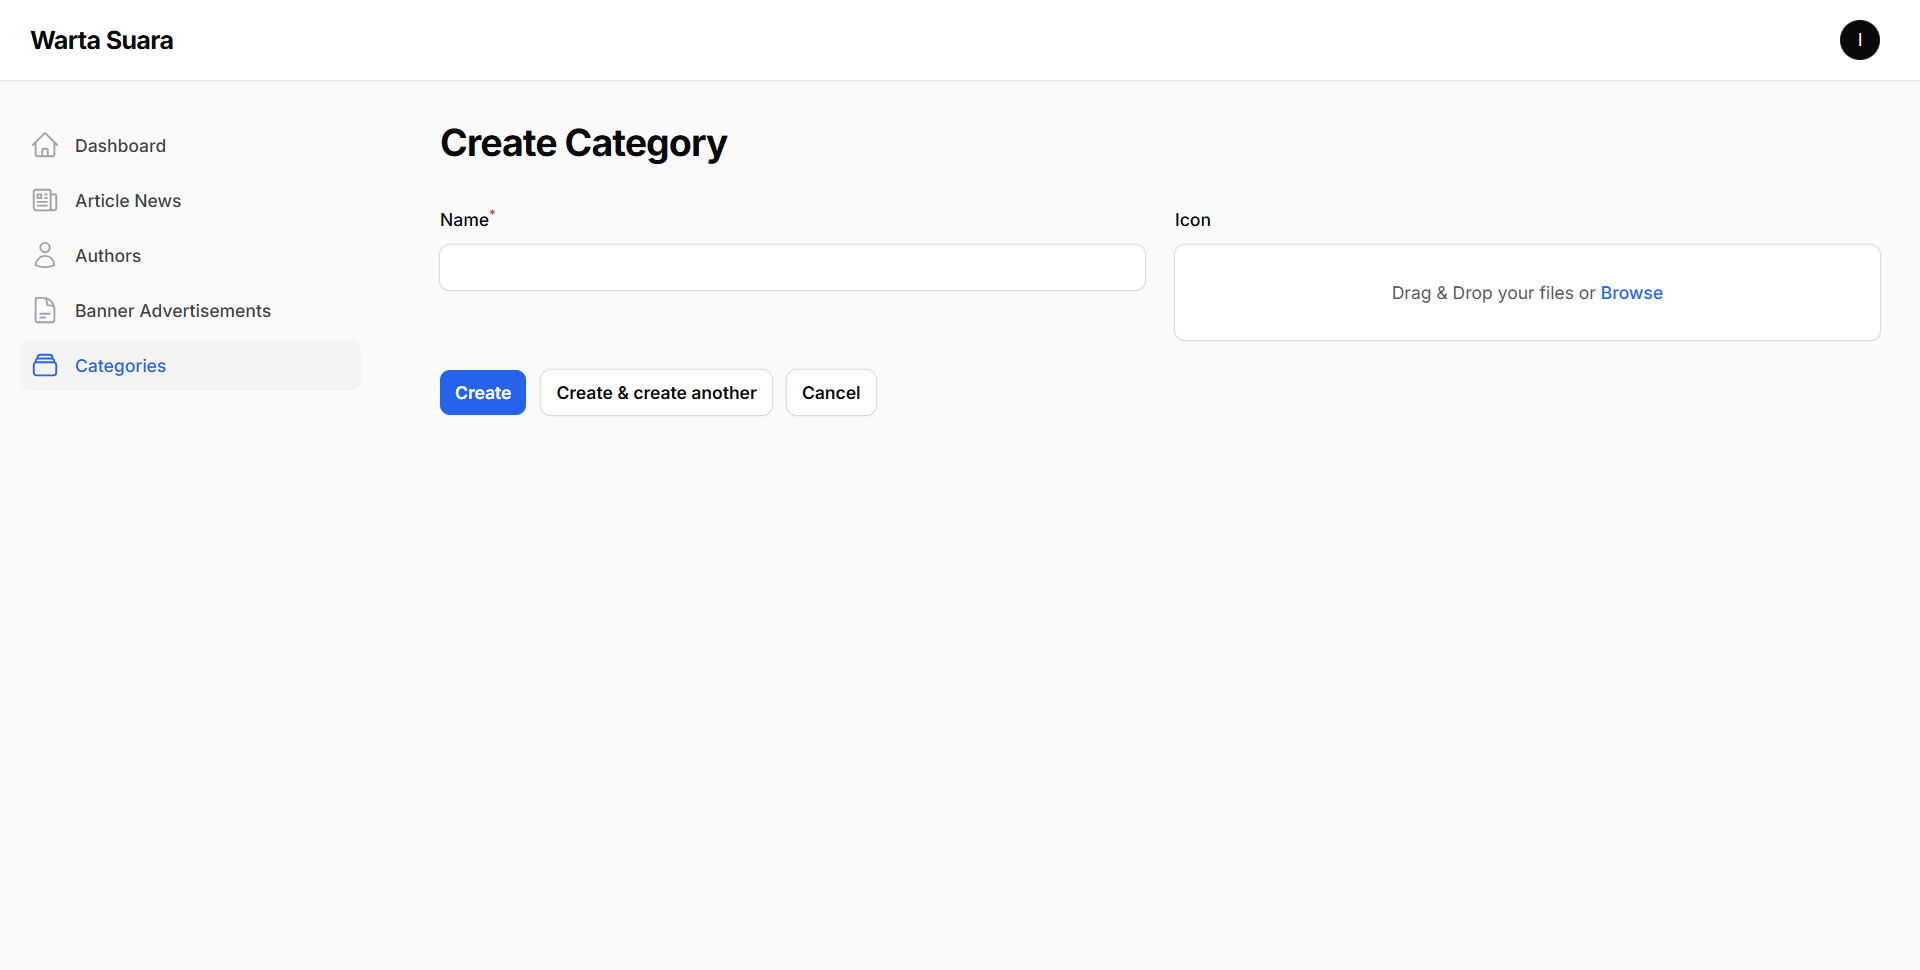 Warta Suara
I
Dashboard
Article News
Authors
Banner Advertisements
Categories
Create Category
Name*
Icon
Drag & Drop your files or Browse
Create
Create & create another
Cancel